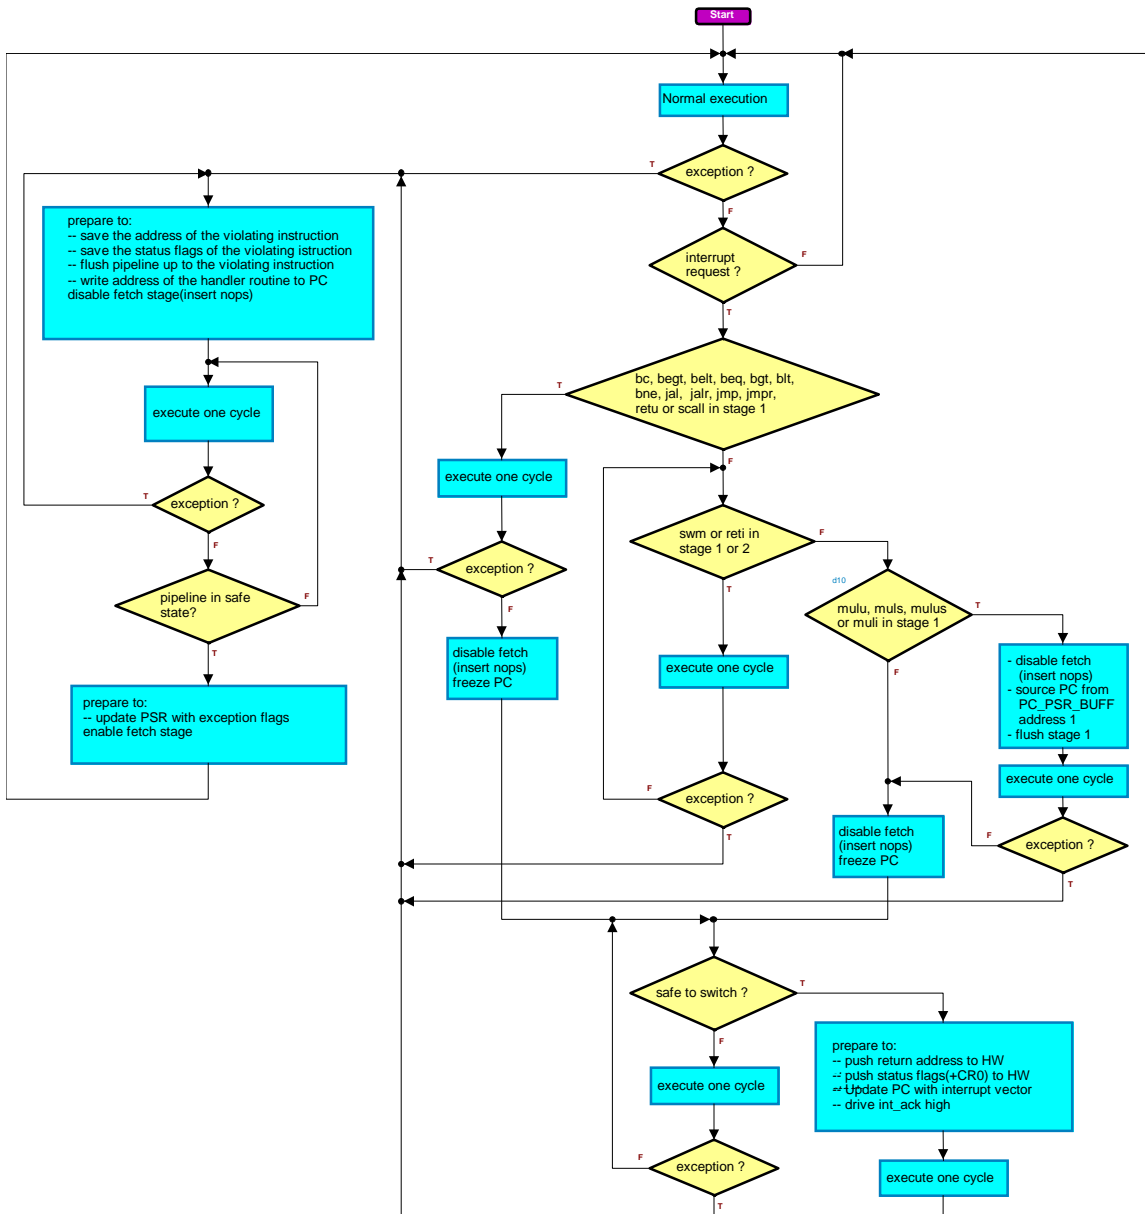 Start
Normal execution
T
exception ?
F
prepare to:
-- save the address of the violating instruction
-- save the status flags of the violating istruction
-- flush pipeline up to the violating instruction
-- write address of the handler routine to PC
disable fetch stage(insert nops)
interrupt
request ?
F
T
bc, begt, belt, beq, bgt, blt,
bne, jal, jalr, jmp, jmpr,
retu or scall in stage 1
T
F
execute one cycle
exception ?
T
F
pipeline in safe
state?
F
T
prepare to:
-- update PSR with exception flags
enable fetch stage
execute one cycle
exception ?
T
F
disable fetch
(insert nops)
freeze PC
swm or reti in
stage 1 or 2
F
T
execute one cycle
exception ?
F
T
d10
mulu, muls, mulus
or muli in stage 1
T
F
- disable fetch
(insert nops)
- source PC from
PC_PSR_BUFF
address 1
- flush stage 1
execute one cycle
exception ?
F
T
disable fetch
(insert nops)
freeze PC
safe to switch ?
T
F
execute one cycle
exception ?
F
T
prepare to:
-- push return address to HW
-- push status flags(+CR0) to HW
-- Update PC with interrupt vector
-- drive int_ack high
execute one cycle